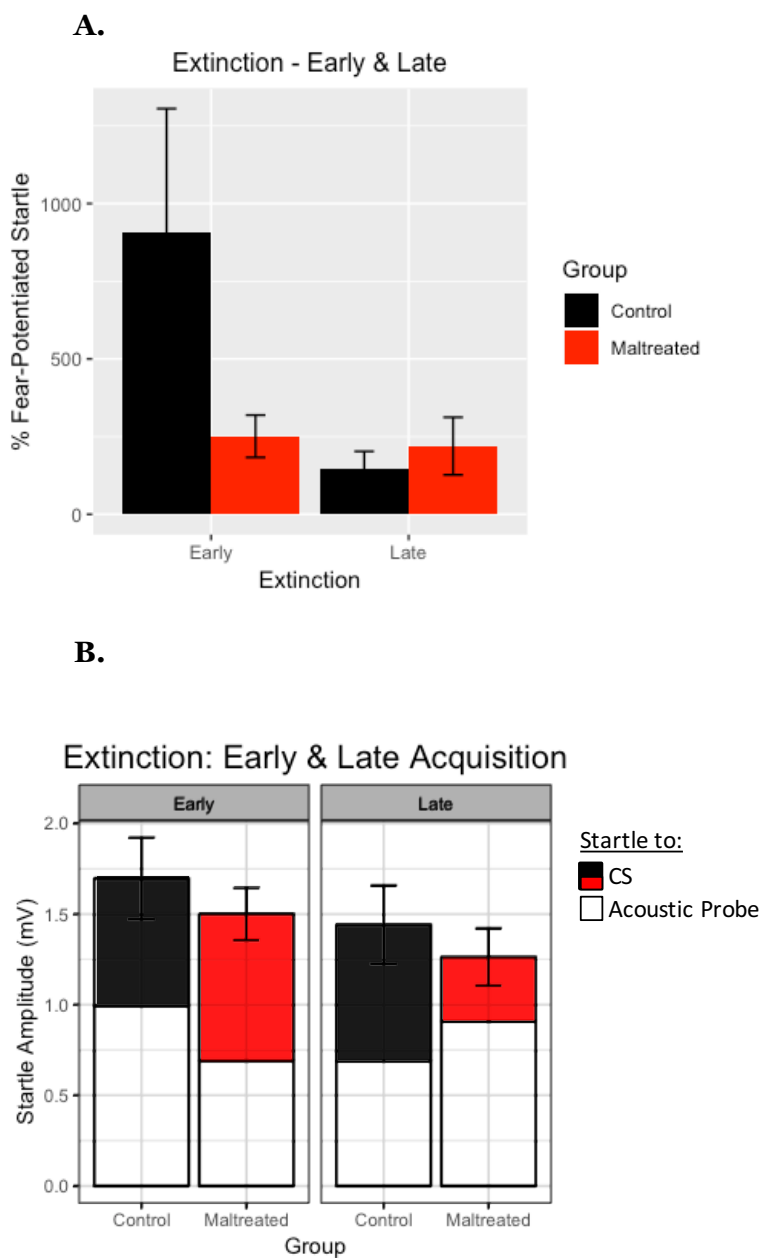 A.
Extinction - Early & Late
% Fear-Potentiated Startle
1000
500
0
Early Late
Extinction
Group
Control
Maltreated
B.
Extinction: Early & Late Acquisition
Early Late
Startle Amplitude (mV)
2.0
1.5
1.0
0.5
0.0
Control Maltreated Control Maltreated
Group
Startle to:
CS
Acoustic Probe